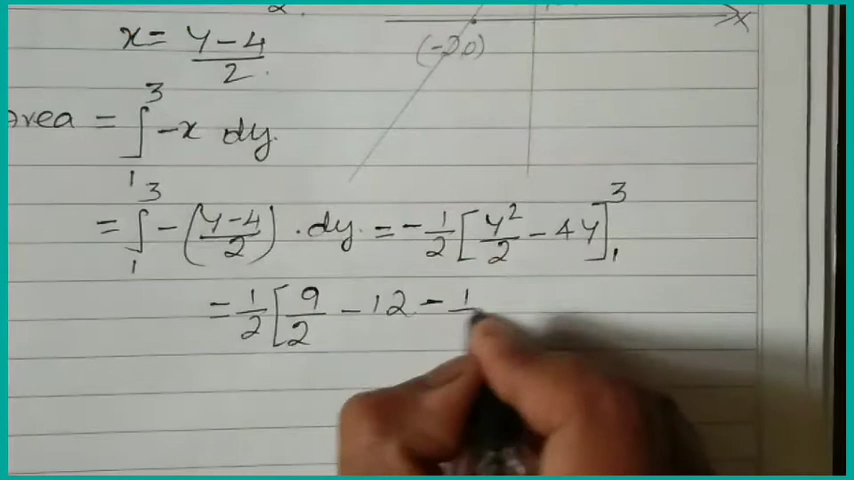 2.
x
x = y-4/2
(-2,0)
Area = ∫₁³ -x dy
= ∫₁³ -(y-4/2) . dy = -1/2 [y²/2 - 4y]₁³
= 1/2 [9/2 - 12 - 1